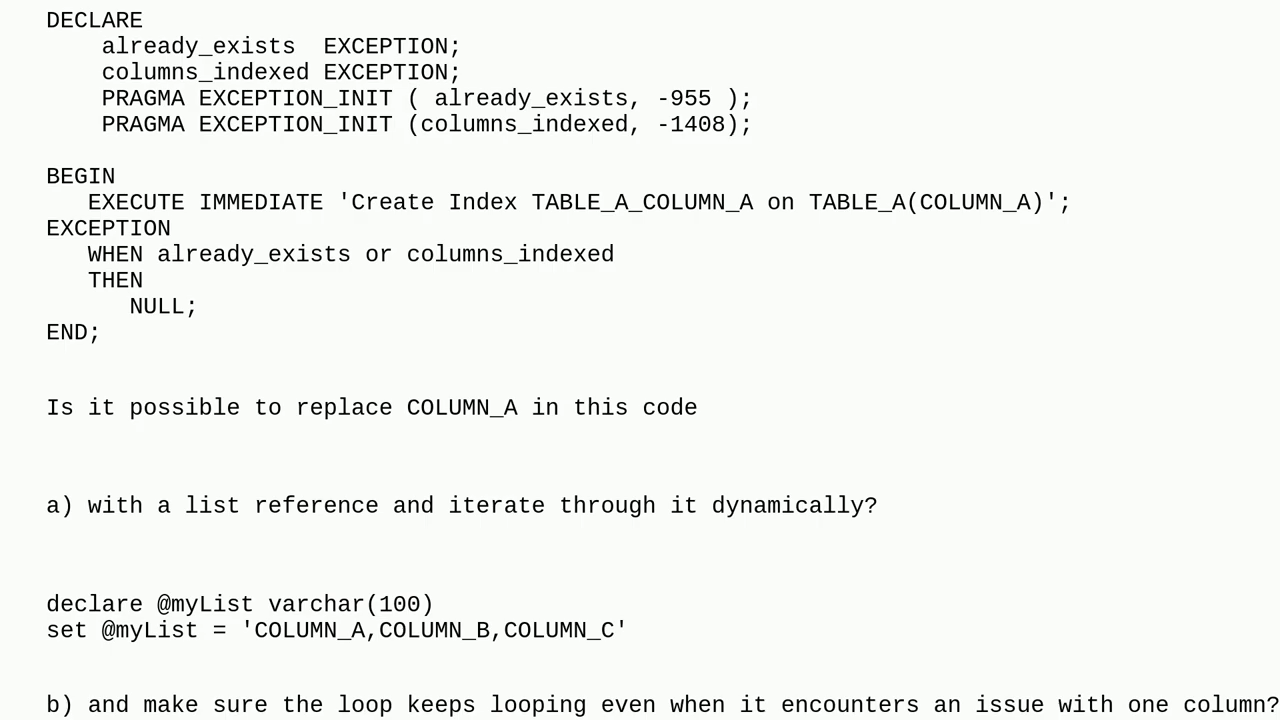 DECLARE
    already_exists  EXCEPTION;
    columns_indexed EXCEPTION;
    PRAGMA EXCEPTION_INIT ( already_exists, -955 );
    PRAGMA EXCEPTION_INIT (columns_indexed, -1408);
BEGIN
   EXECUTE IMMEDIATE 'Create Index TABLE_A_COLUMN_A on TABLE_A(COLUMN_A)';
EXCEPTION
   WHEN already_exists or columns_indexed
   THEN
      NULL;
END;
Is it possible to replace COLUMN_A in this code
a) with a list reference and iterate through it dynamically?
declare @myList varchar(100)
set @myList = 'COLUMN_A,COLUMN_B,COLUMN_C'
b) and make sure the loop keeps looping even when it encounters an issue with one column?